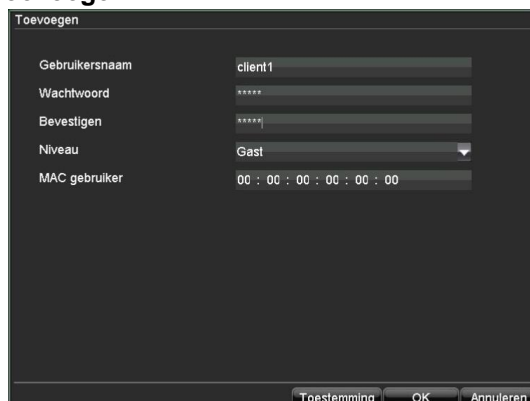 Toevoegen
Gebruikersnaam client1
Wachtwoord *****
Bevestigen *****
Niveau Gast
MAC gebruiker 00 : 00 : 00 : 00 : 00 : 00
Toestemming OK Annuleren